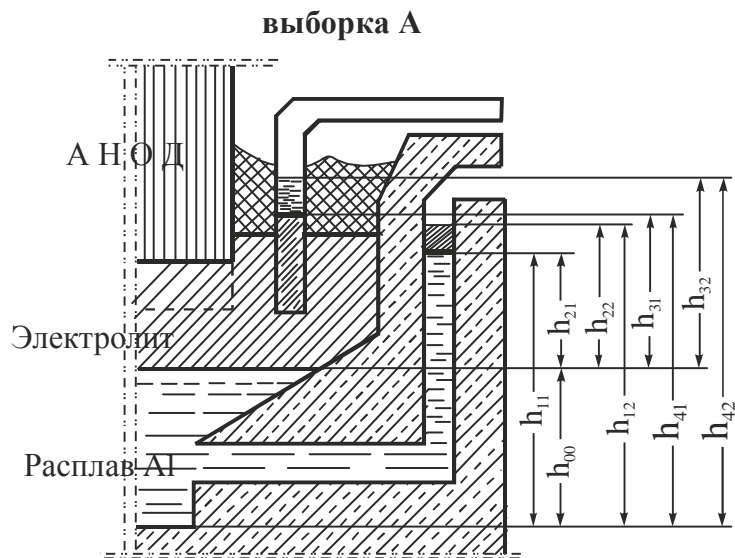 выборка А
А Н О Д
Электролит
Расплав Al
h₁₁
h₂₁
h₀₀
h₂₂
h₁₂
h₃₁
h₄₁
h₃₂
h₄₂